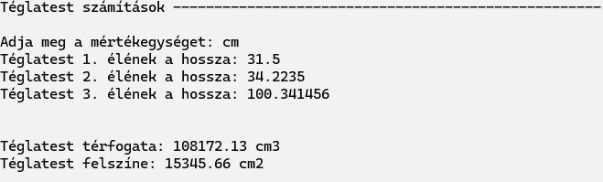 Téglatest számítások ----------------------------------------------------
Adja meg a mértékegységet: cm
Téglatest 1. élének a hossza: 31.5
Téglatest 2. élének a hossza: 34.2235
Téglatest 3. élének a hossza: 100.341456
Téglatest térfogata: 108172.13 cm3
Téglatest felszíne: 15345.66 cm2